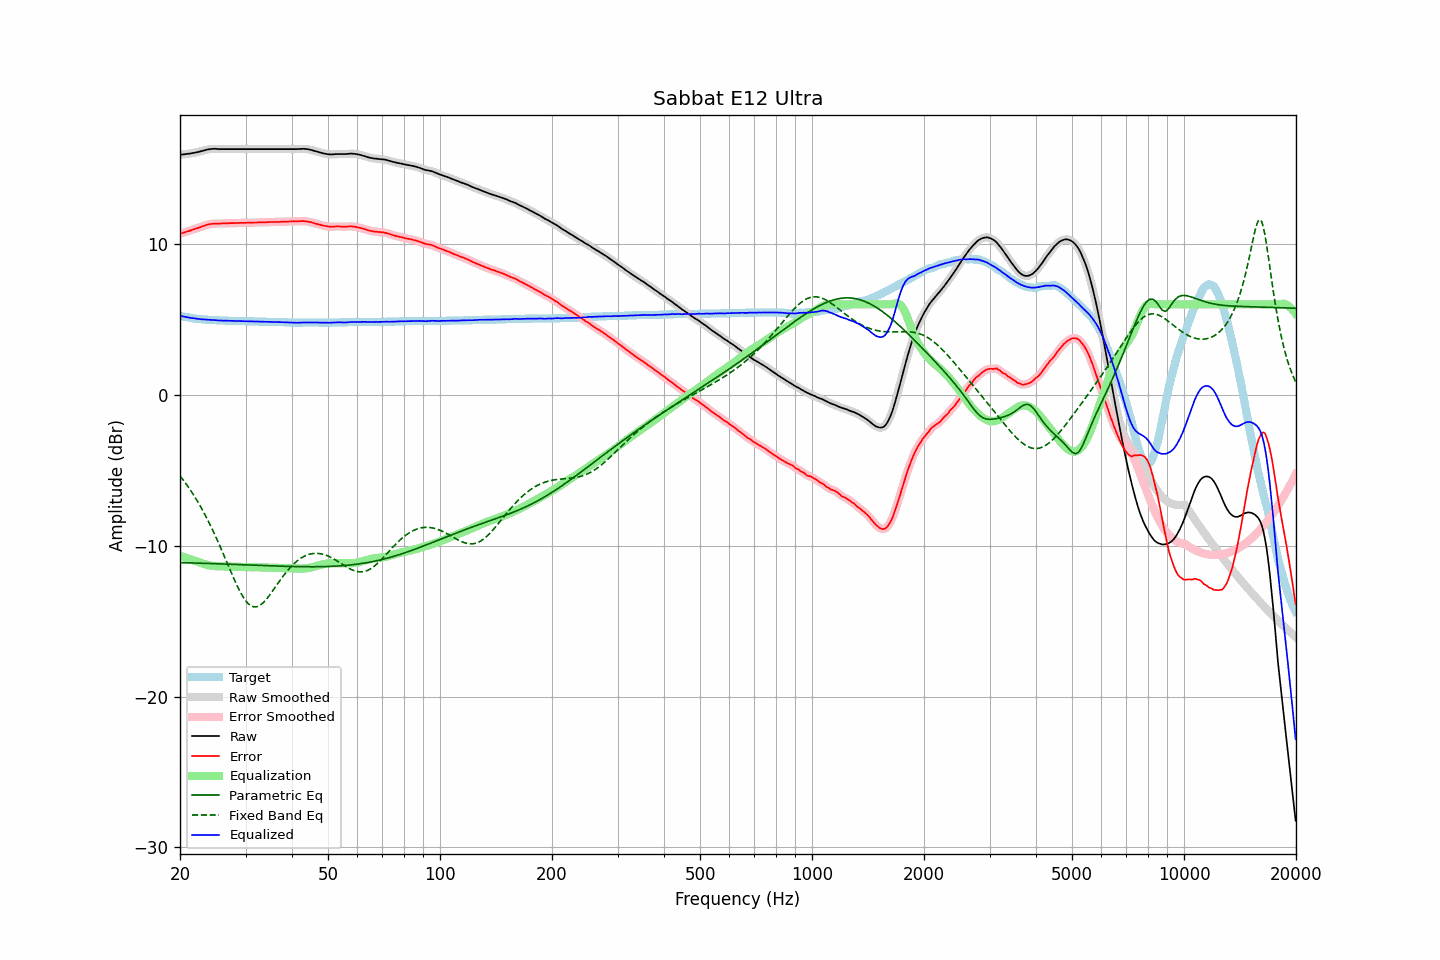 Sabbat E12 Ultra
Amplitude (dBr)
10
0
−10
−20
−30
Target
Raw Smoothed
Error Smoothed
Raw
Error
Equalization
Parametric Eq
Fixed Band Eq
Equalized
20 50 100 200 500 1000 2000 5000 10000 20000
Frequency (Hz)